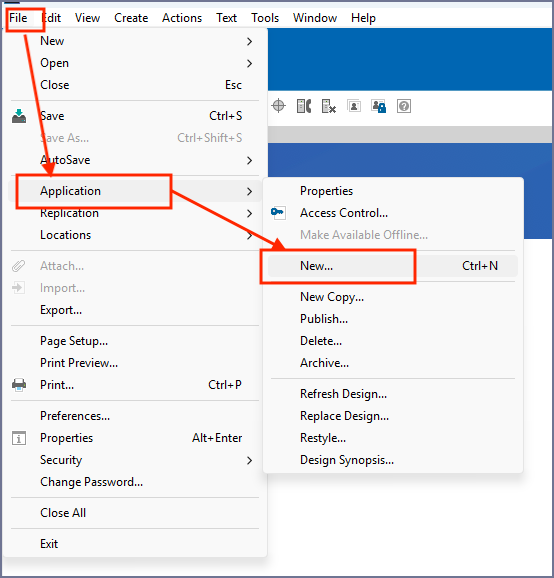 File Edit View Create Actions Text Tools Window Help
New
Open
Close Esc
Save Ctrl+S
Save As... Ctrl+Shift+S
AutoSave
Application
Replication
Locations
Attach...
Import...
Export...
Page Setup...
Print Preview...
Print... Ctrl+P
Preferences...
Properties Alt+Enter
Security
Change Password...
Close All
Exit
Properties
Access Control...
Make Available Offline...
New... Ctrl+N
New Copy...
Publish...
Delete...
Archive...
Refresh Design...
Replace Design...
Restyle...
Design Synopsis...